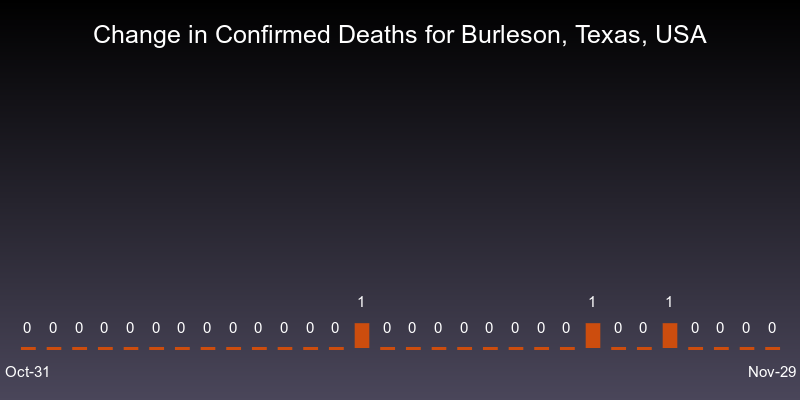 Change in Confirmed Deaths for Burleson, Texas, USA
0 0 0 0 0 0 0 0 0 0 0 0 0 1 0 0 0 0 0 0 0 0 1 0 0 1 0 0 0 0
Oct-31 Nov-29